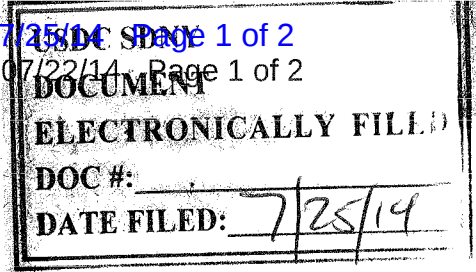 7/25/14 Page 1 of 2
USDC SDNY
07/22/14 Page 1 of 2
DOCUMENT
ELECTRONICALLY FILED
DOC #:
DATE FILED: 7/25/14